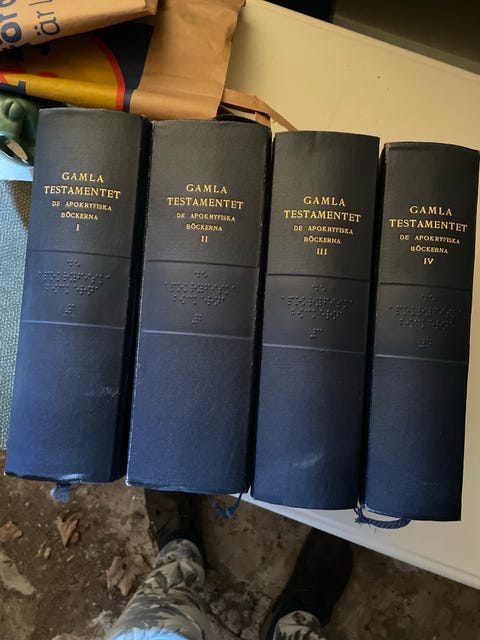 GAMLA
TESTAMENTET
DE APOKRYFISKA
BÖCKERNA
I
GAMLA
TESTAMENTET
DE APOKRYFISKA
BÖCKERNA
II
GAMLA
TESTAMENTET
DE APOKRYFISKA
BÖCKERNA
III
GAMLA
TESTAMENTET
DE APOKRYFISKA
BÖCKERNA
IV